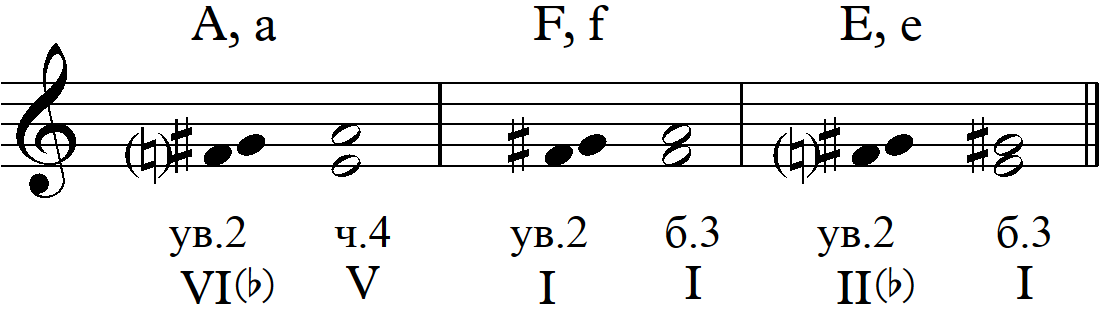 A, a F, f E, e
ув.2 ч.4 ув.2 б.3 ув.2 б.3
VI(♭) V I I II(♭) I